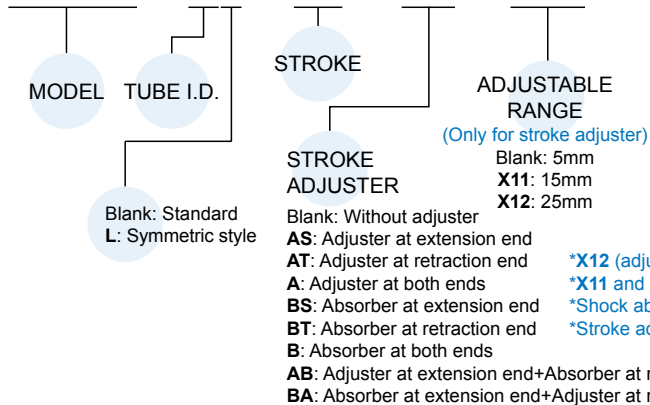 MODEL
TUBE I.D.
STROKE
ADJUSTABLE
RANGE
(Only for stroke adjuster)
Blank: 5mm
X11: 15mm
X12: 25mm
Blank: Standard
L: Symmetric style
STROKE
ADJUSTER
Blank: Without adjuster
AS: Adjuster at extension end
AT: Adjuster at retraction end
A: Adjuster at both ends
BS: Absorber at extension end
BT: Absorber at retraction end
B: Absorber at both ends
AB: Adjuster at extension end+Absorber at
BA: Absorber at extension end+Adjuster at
*X12 (adju
*X11 and
*Shock ab
*Stroke ad